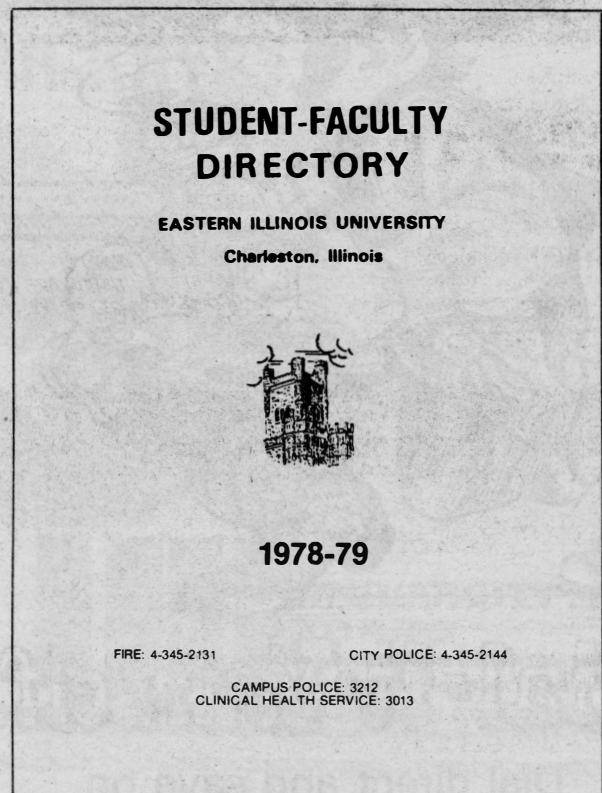 STUDENT-FACULTY
DIRECTORY
EASTERN ILLINOIS UNIVERSITY
Charleston, Illinois
1978-79
FIRE: 4-345-2131 CITY POLICE: 4-345-2144
CAMPUS POLICE: 3212
CLINICAL HEALTH SERVICE: 3013